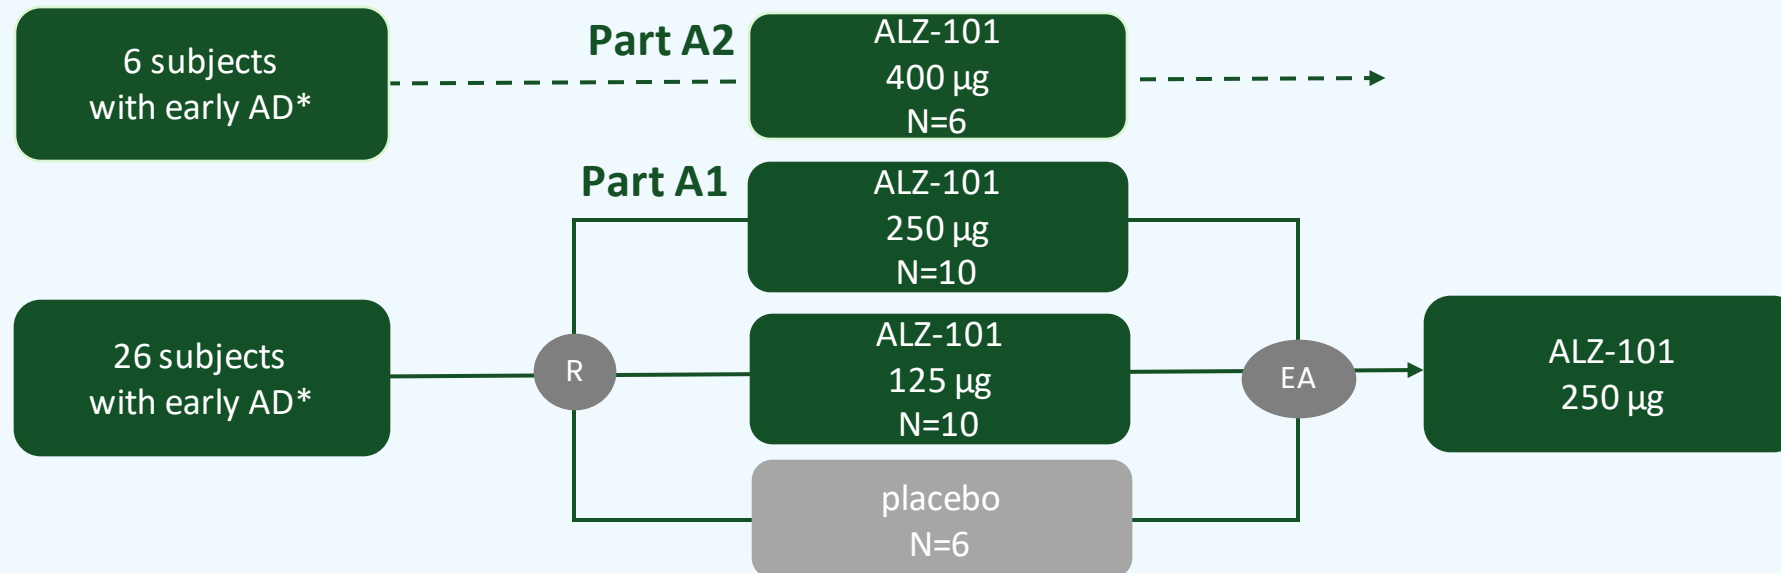 6 subjects
with early AD*
Part A2
ALZ-101
400 µg
N=6
Part A1
ALZ-101
250 µg
N=10
26 subjects
with early AD*
R
ALZ-101
125 µg
N=10
EA
ALZ-101
250 µg
placebo
N=6